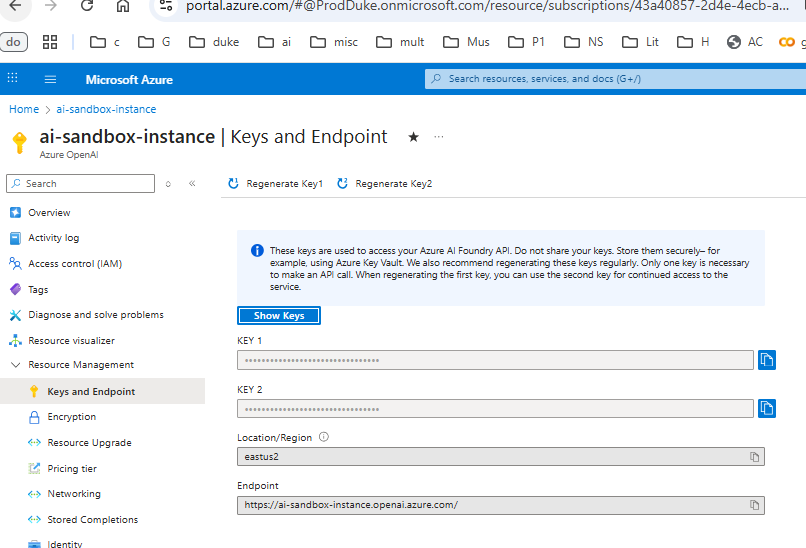 portal.azure.com/#@ProdDuke.onmicrosoft.com/resource/subscriptions/43a40857-2d4e-4ecb-a...
do
c
G
duke
ai
misc
mult
Mus
P1
NS
Lit
H
AC
Microsoft Azure
Search resources, services, and docs (G+/)
Home > ai-sandbox-instance
ai-sandbox-instance | Keys and Endpoint
Azure OpenAI
Search
Regenerate Key1
Regenerate Key2
Overview
Activity log
Access control (IAM)
Tags
Diagnose and solve problems
Resource visualizer
Resource Management
Keys and Endpoint
Encryption
Resource Upgrade
Pricing tier
Networking
Stored Completions
Identity
These keys are used to access your Azure AI Foundry API. Do not share your keys. Store them securely– for
example, using Azure Key Vault. We also recommend regenerating these keys regularly. Only one key is necessary
to make an API call. When regenerating the first key, you can use the second key for continued access to the
service.
Show Keys
KEY 1
KEY 2
Location/Region
eastus2
Endpoint
https://ai-sandbox-instance.openai.azure.com/